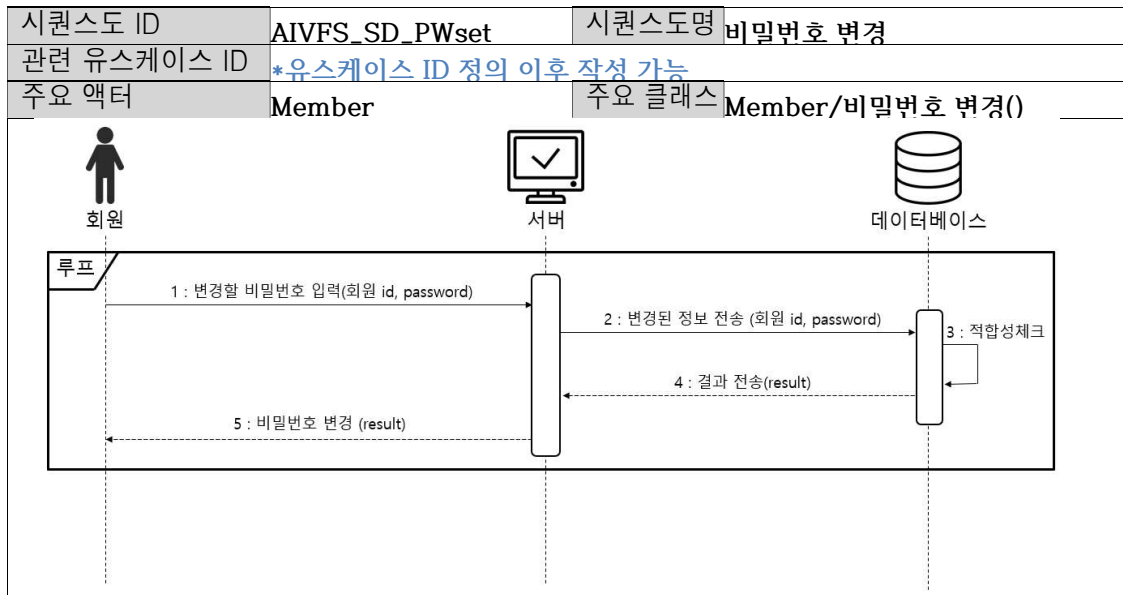 시퀀스도 ID AIVFS_SD_PWset 시퀀스도명 비밀번호 변경
관련 유스케이스 ID *유스케이스 ID 정의 이후 작성 가능
주요 액터 Member 주요 클래스 Member/비밀번호 변경()
회원 서버 데이터베이스
루프
1 : 변경할 비밀번호 입력(회원 id, password)
2 : 변경된 정보 전송 (회원 id, password)
3 : 적합성체크
4 : 결과 전송(result)
5 : 비밀번호 변경 (result)